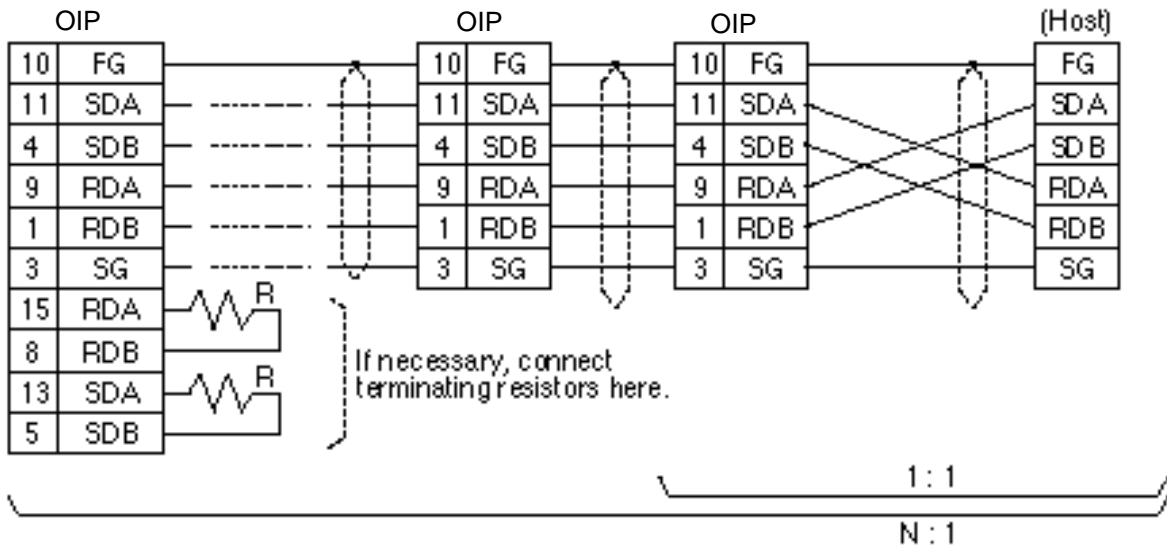 OIP OIP OIP (Host)
10 FG 10 FG 10 FG FG
11 SDA 11 SDA 11 SDA SDA
4 SDB 4 SDB 4 SDB SDB
9 RDA 9 RDA 9 RDA RDA
1 RDB 1 RDB 1 RDB RDB
3 SG 3 SG 3 SG SG
15 RDA R
8 RDB
13 SDA R
5 SDB
If necessary, connect
terminating resistors here.
1 : 1
N : 1